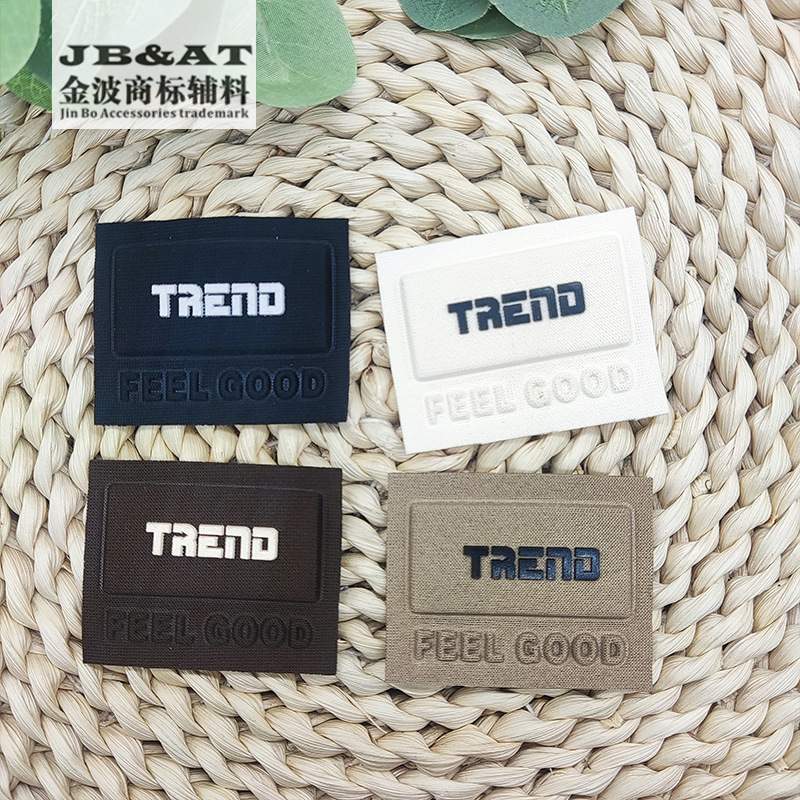 JB&AT
金波商标辅料
Jin Bo Accessories trademark
TREND
FEEL GOOD
TREND
FEEL GOOD
TREND
FEEL GOOD
TREND
FEEL GOOD